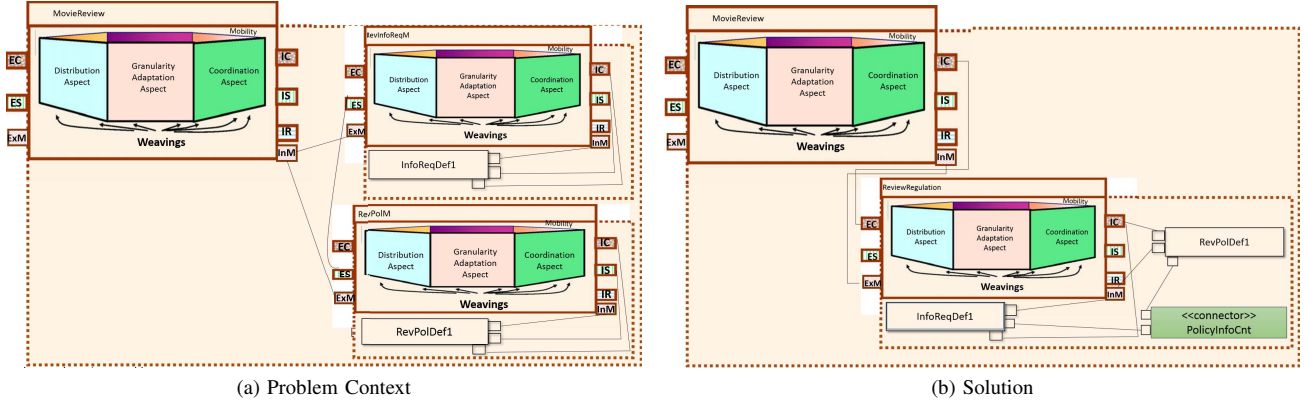 MovieReview
Mobility
EC
ES
ExM
Distribution
Aspect
Granularity
Adaptation
Aspect
Coordination
Aspect
Weavings
IC
IS
IR
InM
RevInfoReqM
Mobility
EC
ES
ExM
Distribution
Aspect
Granularity
Adaptation
Aspect
Coordination
Aspect
Weavings
IC
IS
IR
InM
InfoReqDef1
RevPolM
Mobility
EC
ES
ExM
Distribution
Aspect
Granularity
Adaptation
Aspect
Coordination
Aspect
Weavings
IC
IS
IR
InM
RevPolDef1
(a) Problem Context
MovieReview
Mobility
EC
ES
ExM
Distribution
Aspect
Granularity
Adaptation
Aspect
Coordination
Aspect
Weavings
IC
IS
IR
InM
ReviewRegulation
Mobility
EC
ES
ExM
Distribution
Aspect
Granularity
Adaptation
Aspect
Coordination
Aspect
Weavings
IC
IS
IR
InM
RevPolDef1
InfoReqDef1
<<connector>>
PolicyInfoCnt
(b) Solution